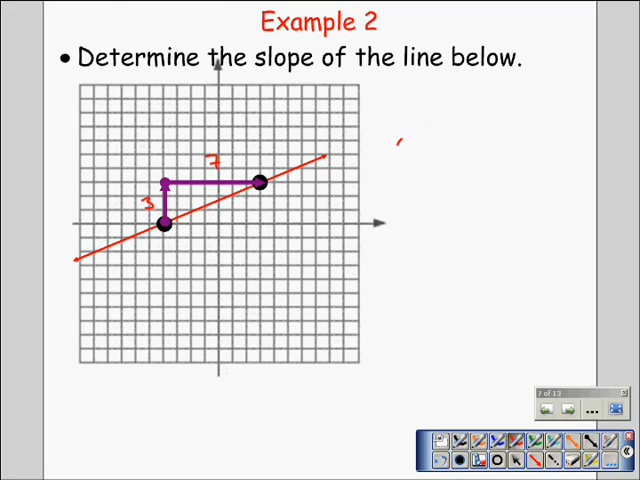 Example 2
• Determine the slope of the line below.
7
3
7 of 13
...